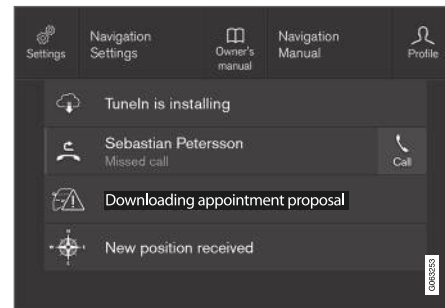 Settings
Navigation
Settings
Owner's
manual
Navigation
Manual
Profile
TuneIn is installing
Sebastian Petersson
Missed call
Call
Downloading appointment proposal
New position received
G063253